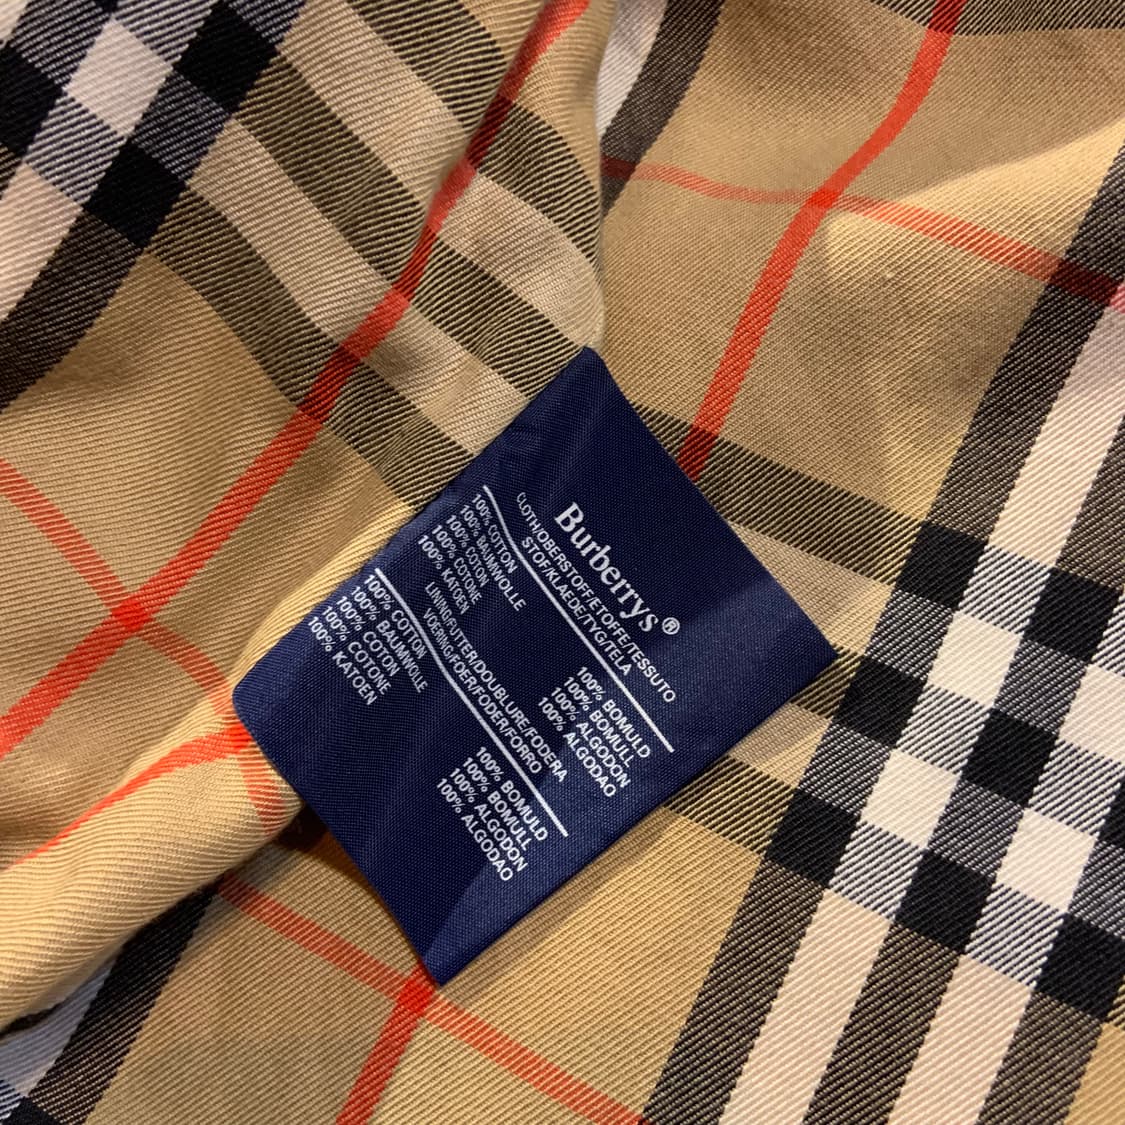 Burberrys®
CLOTH/OBERSTOFF/ETOFFE/TESSUTO
STOF/KLAEDE/TYG/TELA
100% COTTON 100% BOMULD
100% BAUMWOLLE 100% BOMULL
100% COTON 100% ALGODON
100% COTONE 100% ALGODAO
100% KATOEN
LINING/FUTTER/DOUBLURE/FODERA
VOERING/FOER/FODER/FORRO
100% COTTON 100% BOMULD
100% BAUMWOLLE 100% BOMULL
100% COTON 100% ALGODON
100% COTONE 100% ALGODAO
100% KATOEN